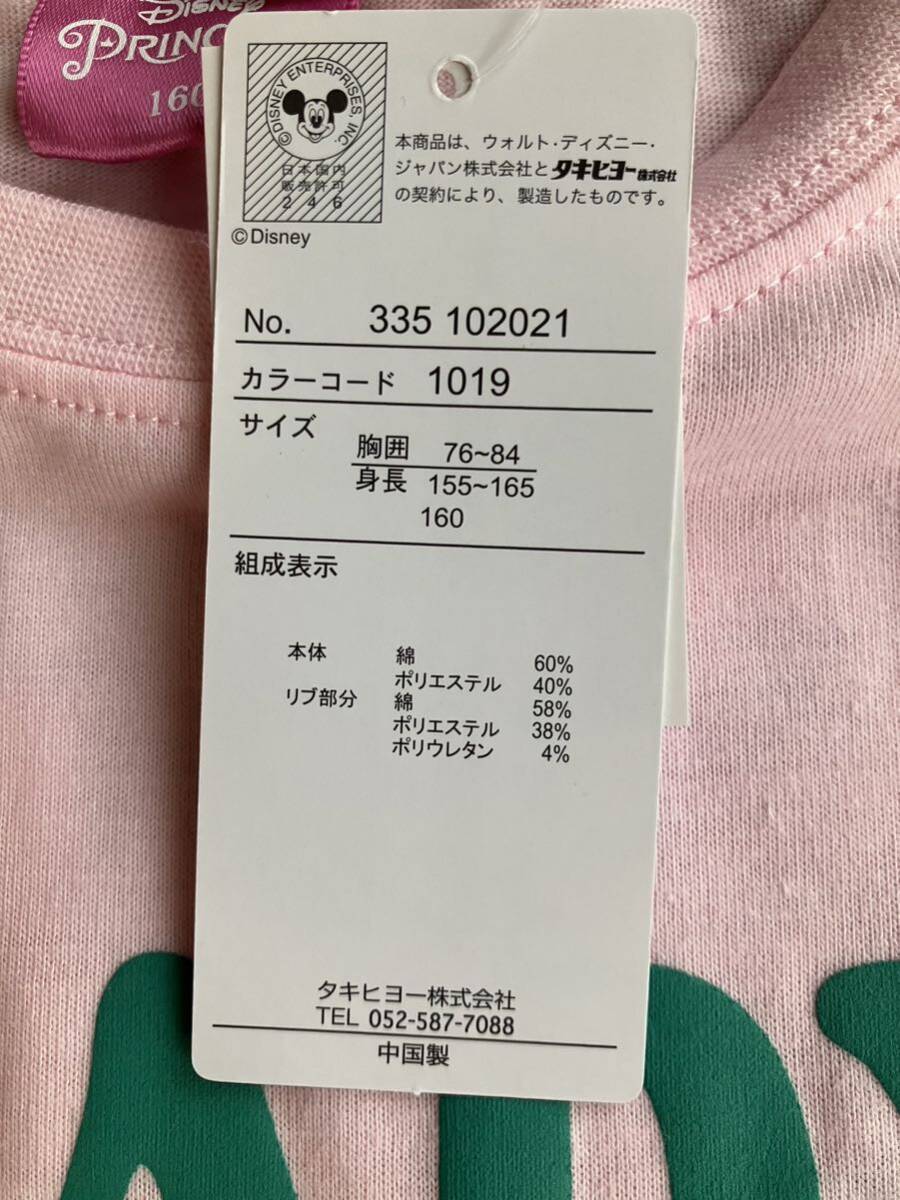 Disney
PRINC
160
©DISNEY ENTERPRISES, INC.
日本国内
販売許可
246
©Disney
本商品は、ウォルト・ディズニー・
ジャパン株式会社とタキヒヨー株式会社
の契約により、製造したものです。
No. 335 102021
カラーコード 1019
サイズ
胸囲 76~84
身長 155~165
160
組成表示
本体 綿 60%
ポリエステル 40%
リブ部分 綿 58%
ポリエステル 38%
ポリウレタン 4%
タキヒヨー株式会社
TEL 052-587-7088
中国製